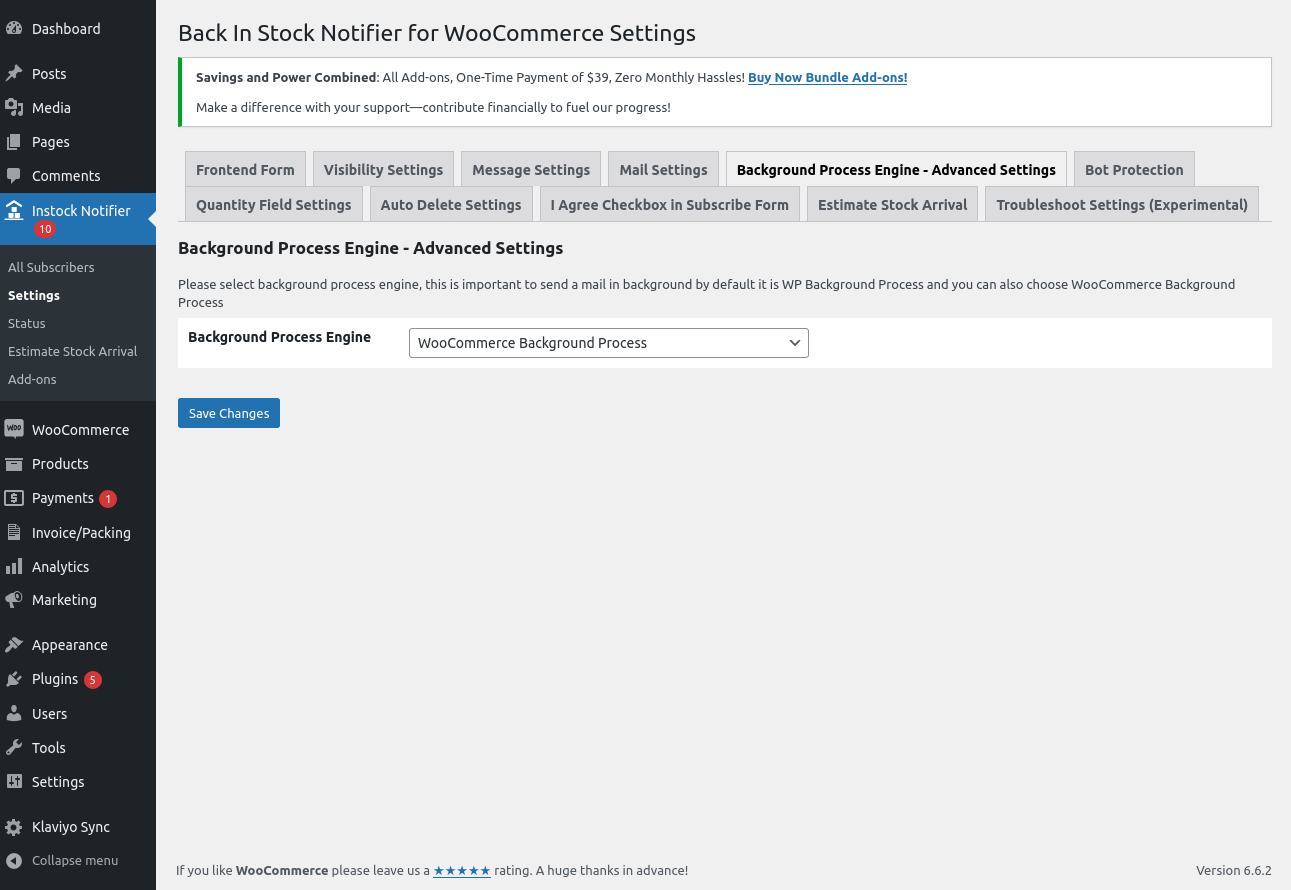 Dashboard
Posts
Media
Pages
Comments
Instock Notifier
10
All Subscribers
Settings
Status
Estimate Stock Arrival
Add-ons
WooCommerce
Products
Payments 1
Invoice/Packing
Analytics
Marketing
Appearance
Plugins 5
Users
Tools
Settings
Klaviyo Sync
Collapse menu
Back In Stock Notifier for WooCommerce Settings
Savings and Power Combined: All Add-ons, One-Time Payment of $39, Zero Monthly Hassles! Buy Now Bundle Add-ons!
Make a difference with your support—contribute financially to fuel our progress!
Frontend Form Visibility Settings Message Settings Mail Settings Background Process Engine - Advanced Settings Bot Protection
Quantity Field Settings Auto Delete Settings I Agree Checkbox in Subscribe Form Estimate Stock Arrival Troubleshoot Settings (Experimental)
Background Process Engine - Advanced Settings
Please select background process engine, this is important to send a mail in background by default it is WP Background Process and you can also choose WooCommerce Background
Process
Background Process Engine WooCommerce Background Process
Save Changes
If you like WooCommerce please leave us a ★★★★★ rating. A huge thanks in advance! Version 6.6.2